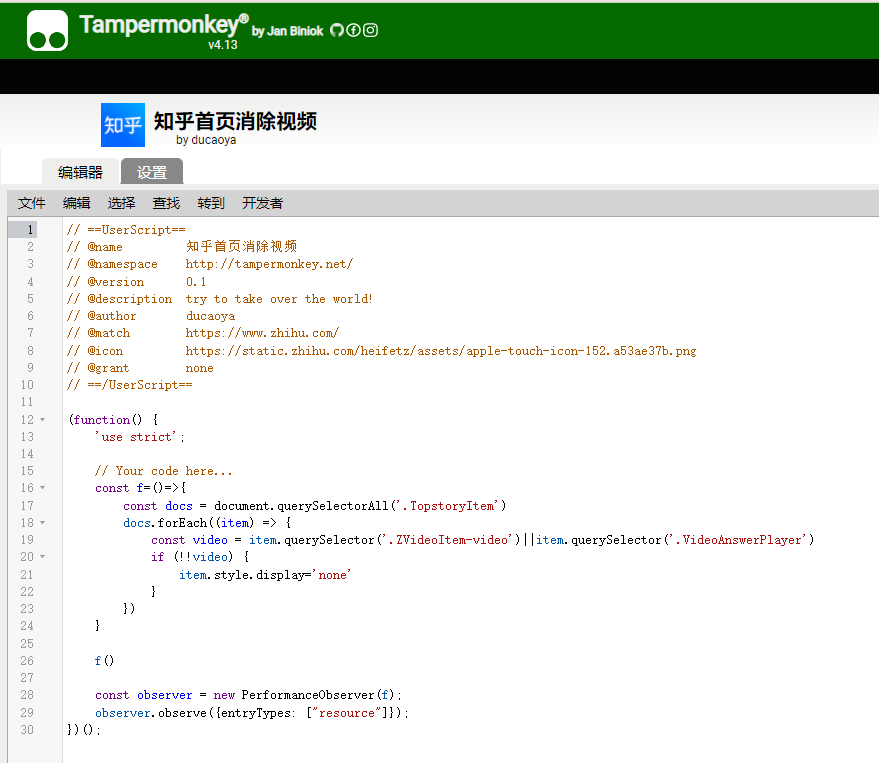 Tampermonkey® by Jan Biniok
v4.13
知乎 知乎首页消除视频
by ducaoya
编辑器 设置
文件 编辑 选择 查找 转到 开发者
1 // ==UserScript==
2 // @name 知乎首页消除视频
3 // @namespace http://tampermonkey.net/
4 // @version 0.1
5 // @description try to take over the world!
6 // @author ducaoya
7 // @match https://www.zhihu.com/
8 // @icon https://static.zhihu.com/heifetz/assets/apple-touch-icon-152.a53ae37b.png
9 // @grant none
10 // ==/UserScript==
11
12 (function() {
13 'use strict';
14
15 // Your code here...
16 const f=()=>{
17 const docs = document.querySelectorAll('.TopstoryItem')
18 docs.forEach((item) => {
19 const video = item.querySelector('.ZVideoItem-video')||item.querySelector('.VideoAnswerPlayer')
20 if (!!video) {
21 item.style.display='none'
22 }
23 })
24 }
25
26 f()
27
28 const observer = new PerformanceObserver(f);
29 observer.observe({entryTypes: ["resource"]});
30 })();